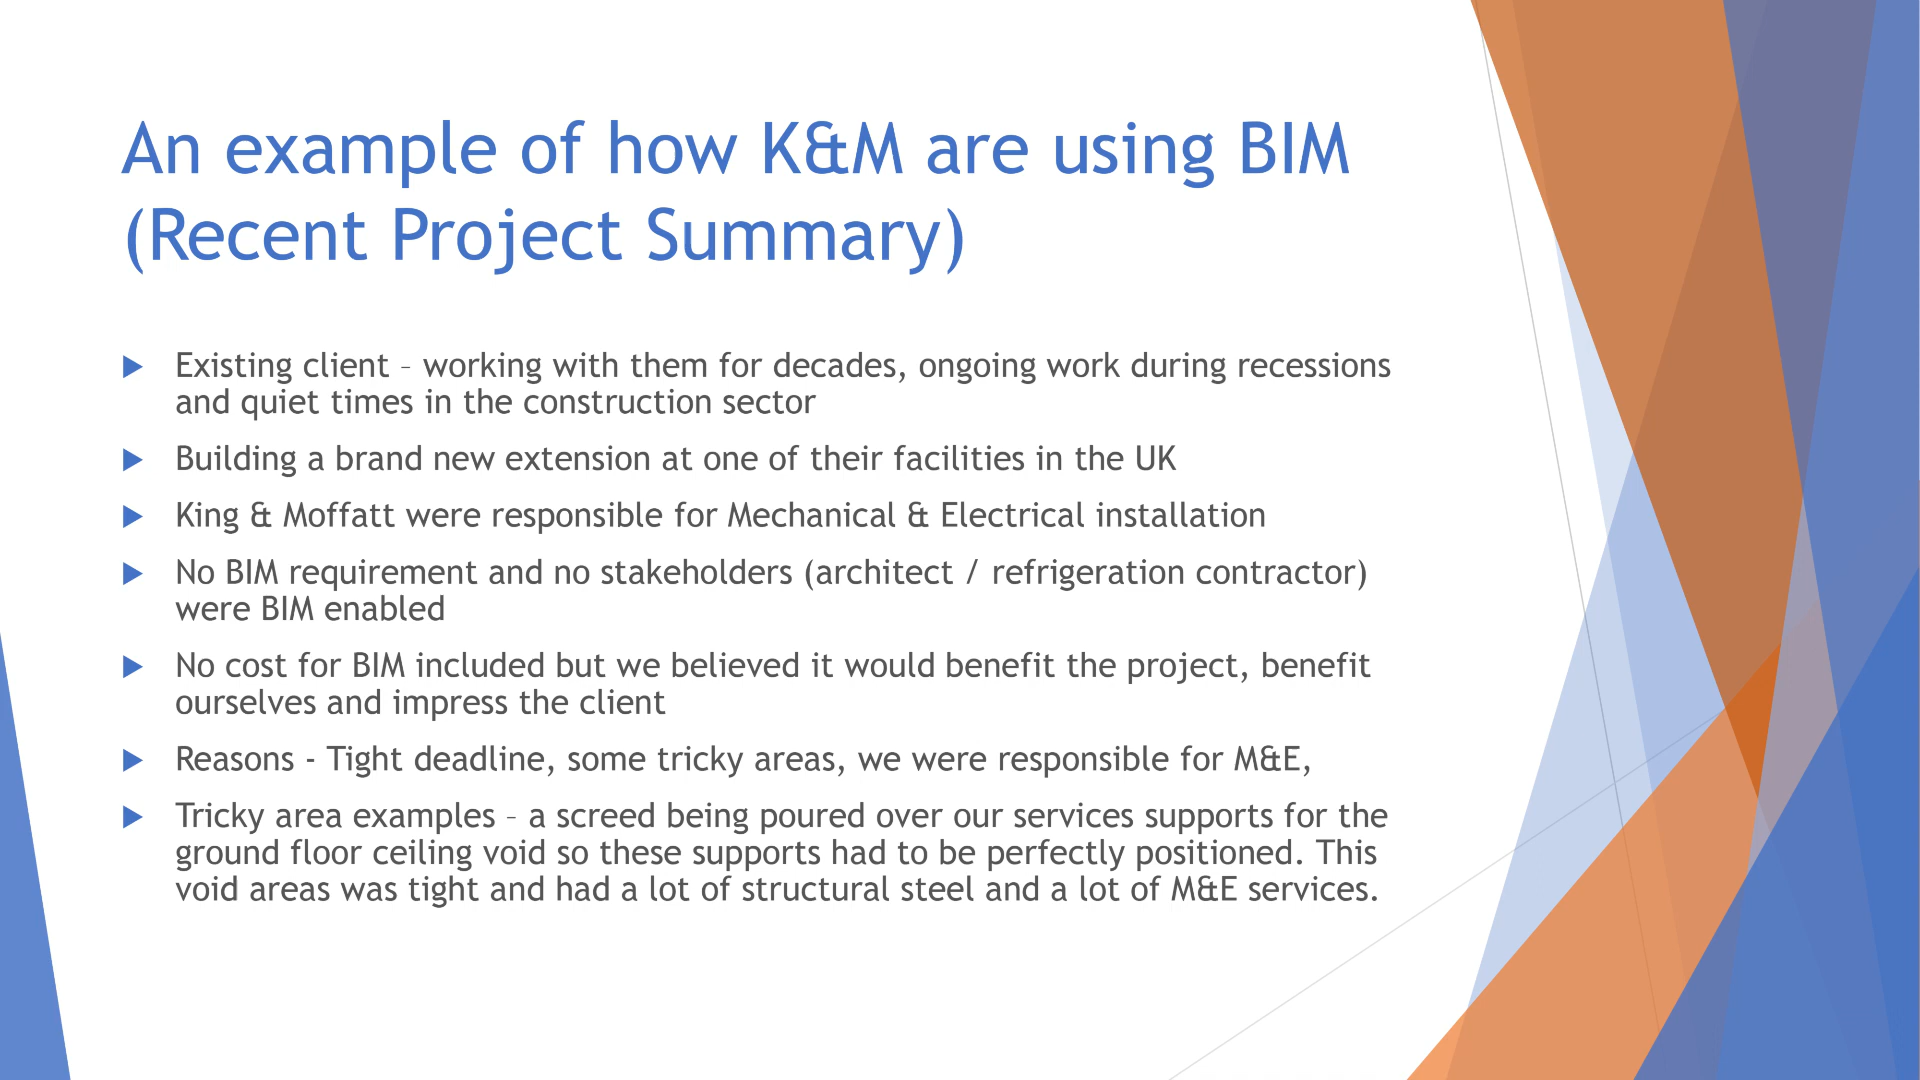 An example of how K&M are using BIM
(Recent Project Summary)
Existing client – working with them for decades, ongoing work during recessions
and quiet times in the construction sector
Building a brand new extension at one of their facilities in the UK
King & Moffatt were responsible for Mechanical & Electrical installation
No BIM requirement and no stakeholders (architect / refrigeration contractor)
were BIM enabled
No cost for BIM included but we believed it would benefit the project, benefit
ourselves and impress the client
Reasons - Tight deadline, some tricky areas, we were responsible for M&E,
Tricky area examples – a screed being poured over our services supports for the
ground floor ceiling void so these supports had to be perfectly positioned. This
void areas was tight and had a lot of structural steel and a lot of M&E services.